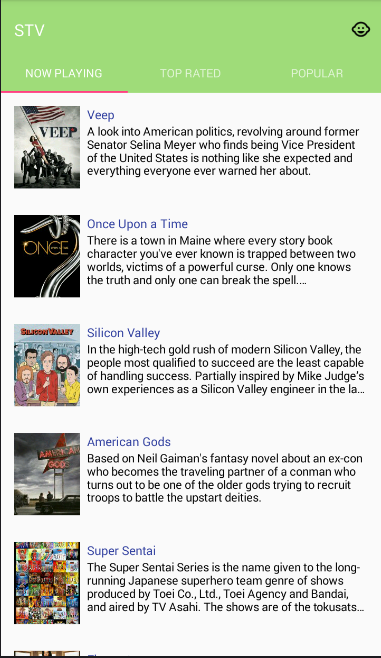 STV
NOW PLAYING
TOP RATED
POPULAR
VEEP
Veep
A look into American politics, revolving around former
Senator Selina Meyer who finds being Vice President
of the United States is nothing like she expected and
everything everyone ever warned her about.
ONCE
Once Upon a Time
There is a town in Maine where every story book
character you've ever known is trapped between two
worlds, victims of a powerful curse. Only one knows
the truth and only one can break the spell....
SILICON VALLEY
Silicon Valley
In the high-tech gold rush of modern Silicon Valley, the
people most qualified to succeed are the least capable
of handling success. Partially inspired by Mike Judge's
own experiences as a Silicon Valley engineer in the la...
AMERICAN
GODS
American Gods
Based on Neil Gaiman's fantasy novel about an ex-con
who becomes the traveling partner of a conman who
turns out to be one of the older gods trying to recruit
troops to battle the upstart deities.
Super Sentai
The Super Sentai Series is the name given to the long-
running Japanese superhero team genre of shows
produced by Toei Co., Ltd., Toei Agency and Bandai,
and aired by TV Asahi. The shows are of the tokusats...